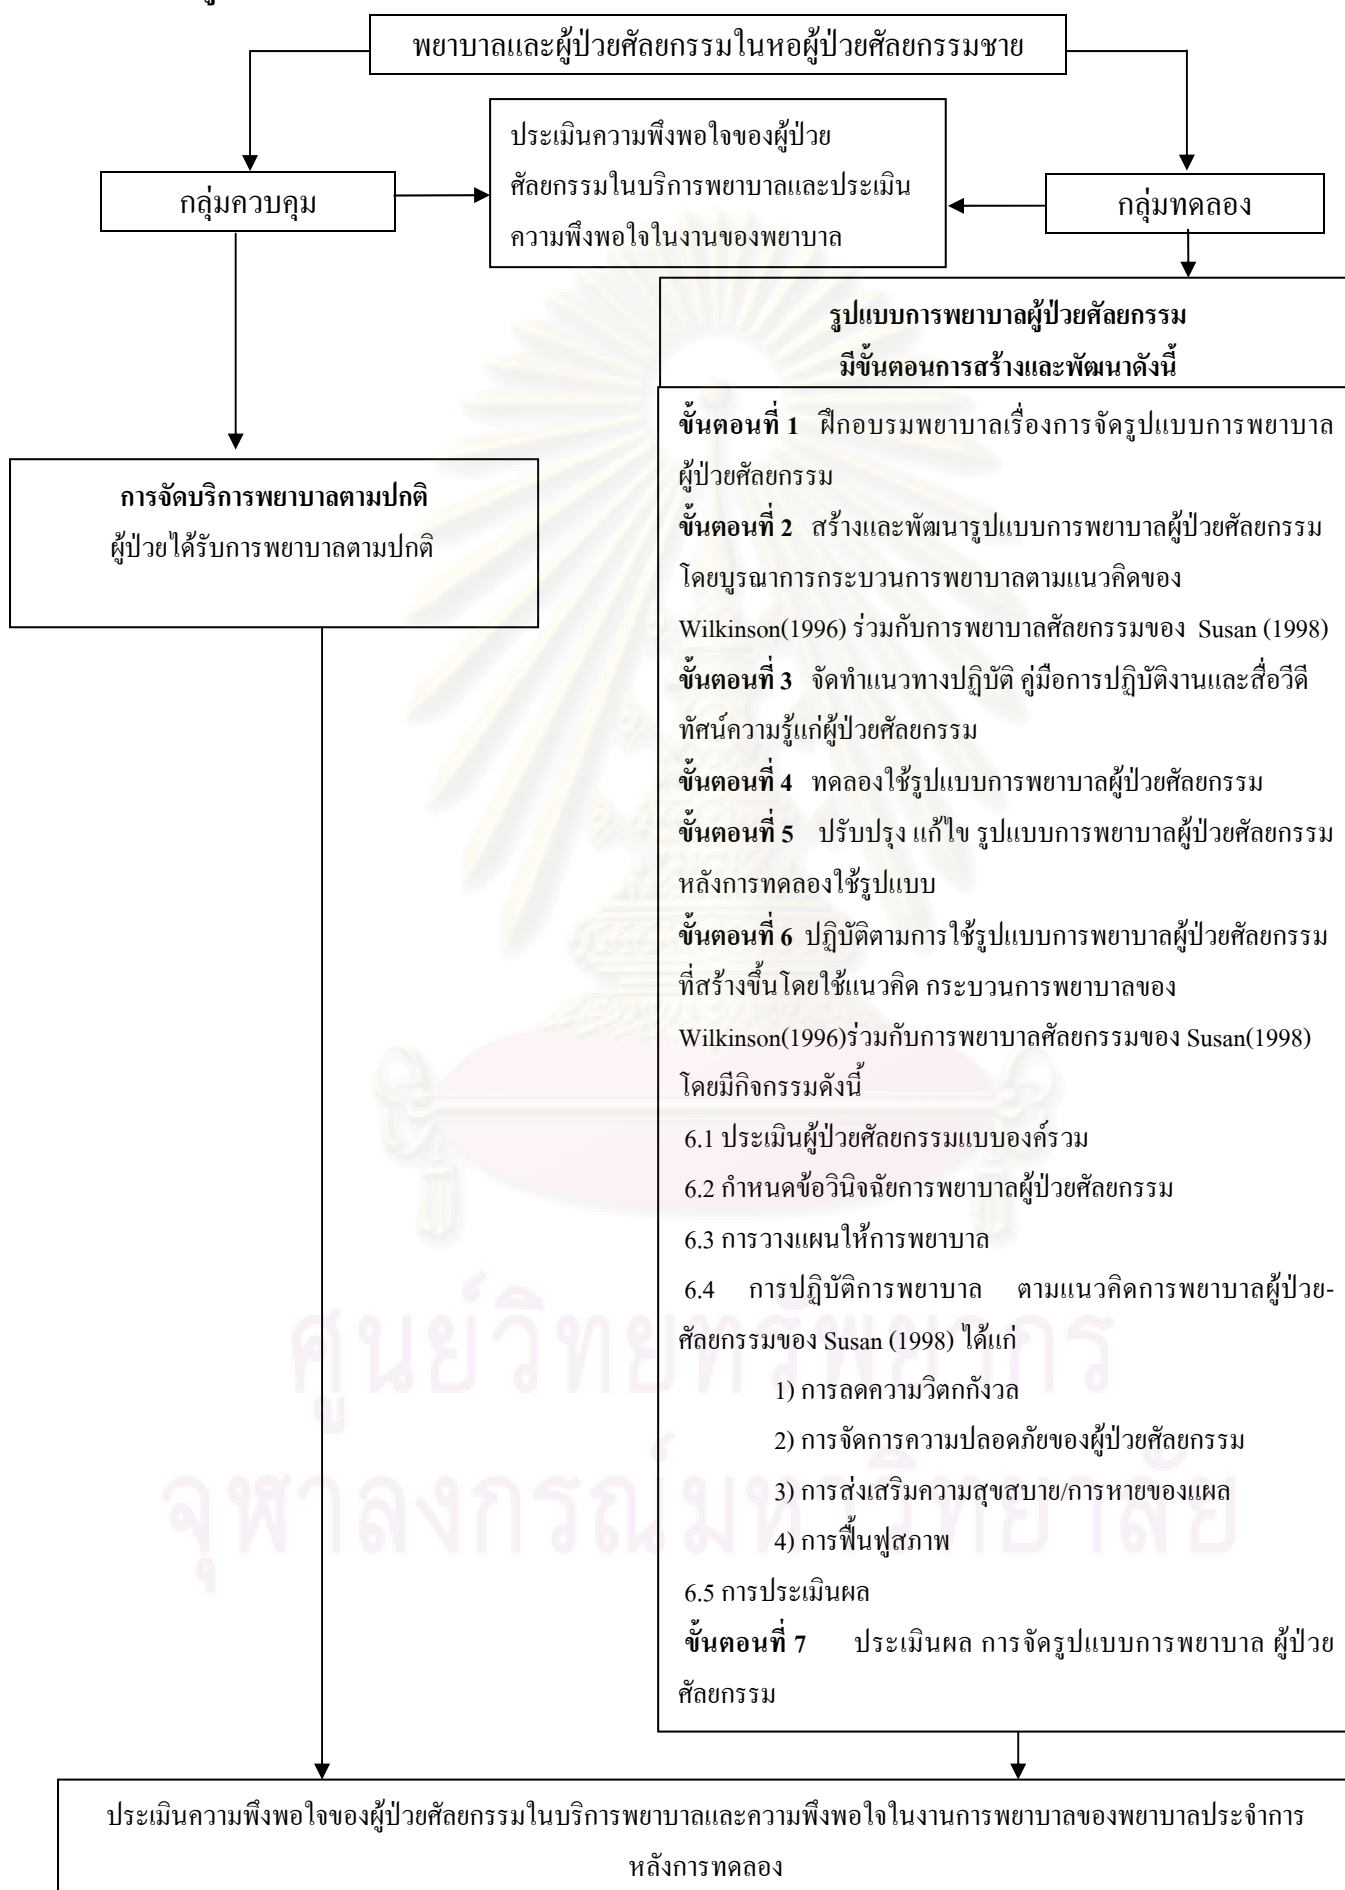 พยาบาลและผู้ป่วยศัลยกรรมในหอผู้ป่วยศัลยกรรมชาย
ประเมินความพึงพอใจของผู้ป่วย
ศัลยกรรมในบริการพยาบาลและประเมิน
ความพึงพอใจในงานของพยาบาล
กลุ่มควบคุม
กลุ่มทดลอง
รูปแบบการพยาบาลผู้ป่วยศัลยกรรม
มีขั้นตอนการสร้างและพัฒนาดังนี้
การจัดบริการพยาบาลตามปกติ
ผู้ป่วยได้รับการพยาบาลตามปกติ
ขั้นตอนที่ 1 ฝึกอบรมพยาบาลเรื่องการจัดรูปแบบการพยาบาล
ผู้ป่วยศัลยกรรม
ขั้นตอนที่ 2 สร้างและพัฒนารูปแบบการพยาบาลผู้ป่วยศัลยกรรม
โดยบูรณาการกระบวนการพยาบาลตามแนวคิดของ
Wilkinson(1996) ร่วมกับการพยาบาลศัลยกรรมของ Susan (1998)
ขั้นตอนที่ 3 จัดทำแนวทางปฏิบัติ คู่มือการปฏิบัติงานและสื่อวีดี
ทัศน์ความรู้แก่ผู้ป่วยศัลยกรรม
ขั้นตอนที่ 4 ทดลองใช้รูปแบบการพยาบาลผู้ป่วยศัลยกรรม
ขั้นตอนที่ 5 ปรับปรุง แก้ไข รูปแบบการพยาบาลผู้ป่วยศัลยกรรม
หลังการทดลองใช้รูปแบบ
ขั้นตอนที่ 6 ปฏิบัติตามการใช้รูปแบบการพยาบาลผู้ป่วยศัลยกรรม
ที่สร้างขึ้นโดยใช้แนวคิด กระบวนการพยาบาลของ
Wilkinson(1996)ร่วมกับการพยาบาลศัลยกรรมของ Susan(1998)
โดยมีกิจกรรมดังนี้
6.1 ประเมินผู้ป่วยศัลยกรรมแบบองค์รวม
6.2 กำหนดข้อวินิจฉัยการพยาบาลผู้ป่วยศัลยกรรม
6.3 การวางแผนให้การพยาบาล
6.4 การปฏิบัติการพยาบาล ตามแนวคิดการพยาบาลผู้ป่วย-
ศัลยกรรมของ Susan (1998) ได้แก่
1) การลดความวิตกกังวล
2) การจัดการความปลอดภัยของผู้ป่วยศัลยกรรม
3) การส่งเสริมความสุขสบาย/การหายของแผล
4) การฟื้นฟูสภาพ
6.5 การประเมินผล
ขั้นตอนที่ 7 ประเมินผล การจัดรูปแบบการพยาบาล ผู้ป่วย
ศัลยกรรม
ประเมินความพึงพอใจของผู้ป่วยศัลยกรรมในบริการพยาบาลและความพึงพอใจในงานการพยาบาลของพยาบาลประจำการ
หลังการทดลอง
ศูนย์วิทยทรัพยากร
จุฬาลงกรณ์มหาวิทยาลัย